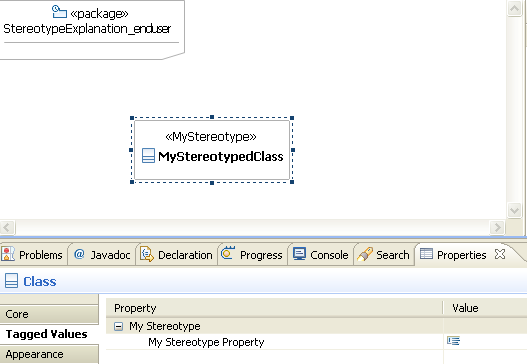 «package»
StereotypeExplanation_enduser
«MyStereotype»
MyStereotypedClass
Problems @ Javadoc Declaration Progress Console Search Properties
Class
Core
Tagged Values
Appearance
Property Value
My Stereotype
My Stereotype Property